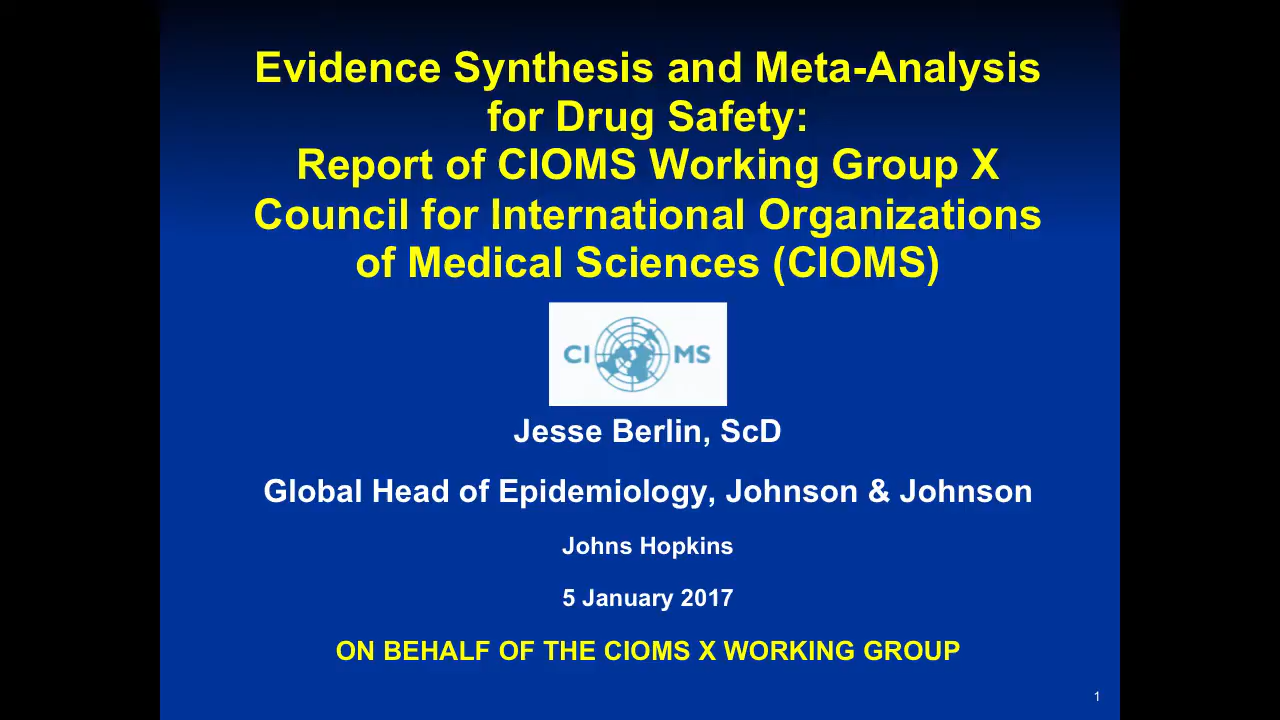 Evidence Synthesis and Meta-Analysis
for Drug Safety:
Report of CIOMS Working Group X
Council for International Organizations
of Medical Sciences (CIOMS)
CI MS
Jesse Berlin, ScD
Global Head of Epidemiology, Johnson & Johnson
Johns Hopkins
5 January 2017
ON BEHALF OF THE CIOMS X WORKING GROUP
1